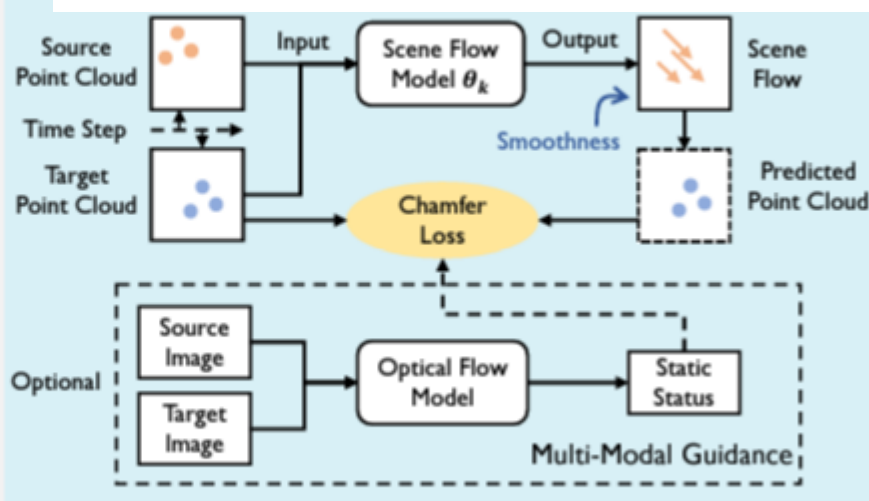 Source
Point Cloud
Input
Scene Flow
Model θk
Output
Scene
Flow
Time Step
Smoothness
Target
Point Cloud
Chamfer
Loss
Predicted
Point Cloud
Source
Image
Optional
Optical Flow
Model
Static
Status
Target
Image
Multi-Modal Guidance